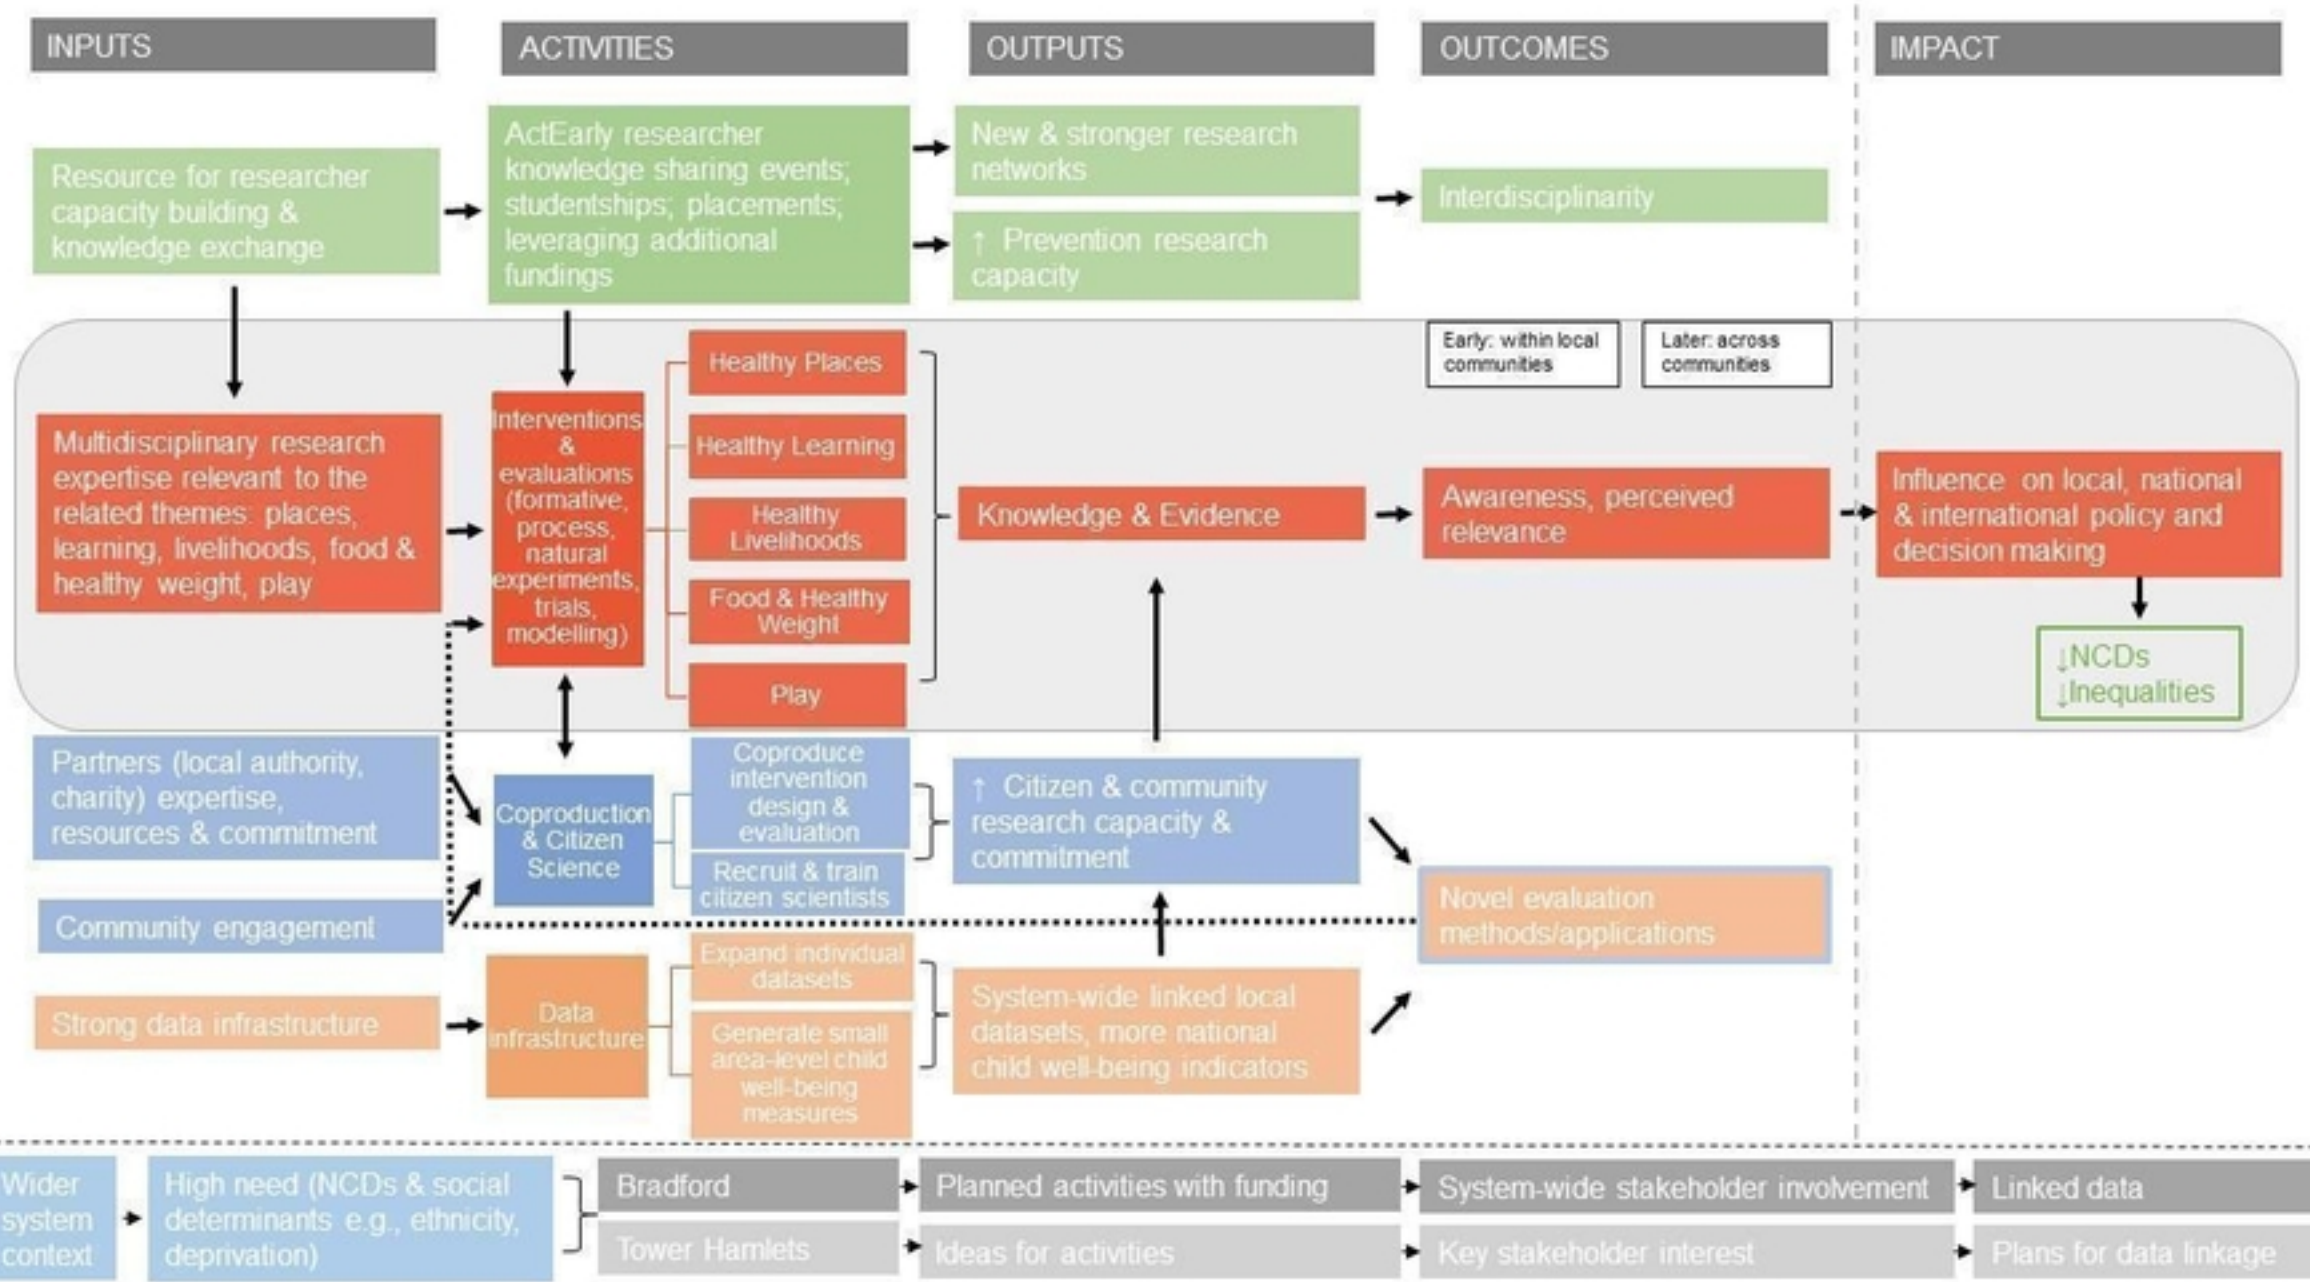 INPUTS
ACTIVITIES
OUTPUTS
OUTCOMES
IMPACT
Resource for researcher
capacity building &
knowledge exchange
ActEarly researcher
knowledge sharing events;
studentships; placements;
leveraging additional
fundings
New & stronger research
networks
↑ Prevention research
capacity
Interdisciplinarity
Early: within local
communities
Later: across
communities
Multidisciplinary research
expertise relevant to the
related themes: places,
learning, livelihoods, food &
healthy weight, play
Interventions
&
evaluations
(formative,
process,
natural
experiments,
trials,
modelling)
Healthy Places
Healthy Learning
Healthy
Livelihoods
Food & Healthy
Weight
Play
Knowledge & Evidence
Awareness, perceived
relevance
Influence on local, national
& international policy and
decision making
↓NCDs
↓Inequalities
Partners (local authority,
charity) expertise,
resources & commitment
Community engagement
Coproduction
& Citizen
Science
Coproduce
intervention
design &
evaluation
Recruit & train
citizen scientists
↑ Citizen & community
research capacity &
commitment
Novel evaluation
methods/applications
Strong data infrastructure
Data
infrastructure
Expand individual
datasets
Generate small
area-level child
well-being
measures
System-wide linked local
datasets, more national
child well-being indicators
Wider
system
context
High need (NCDs & social
determinants e.g., ethnicity,
deprivation)
Bradford
Planned activities with funding
System-wide stakeholder involvement
Linked data
Tower Hamlets
Ideas for activities
Key stakeholder interest
Plans for data linkage